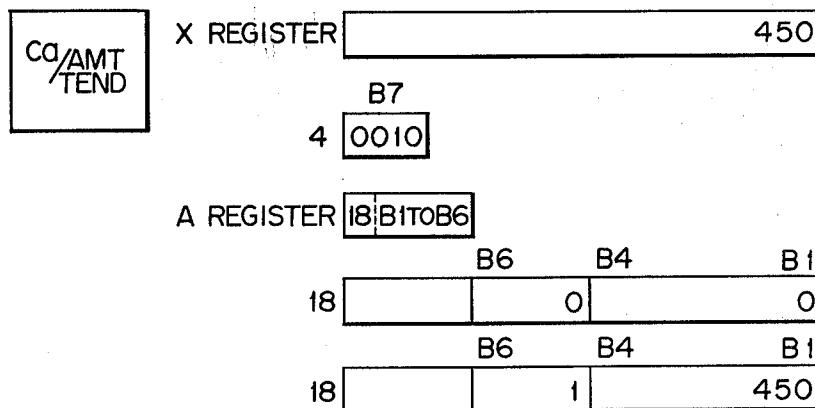 Ca/AMT TEND
X REGISTER 450
B7
4 0010
A REGISTER 18 B1TOB6
B6 B4 B1
18 0 0
B6 B4 B1
18 1 450